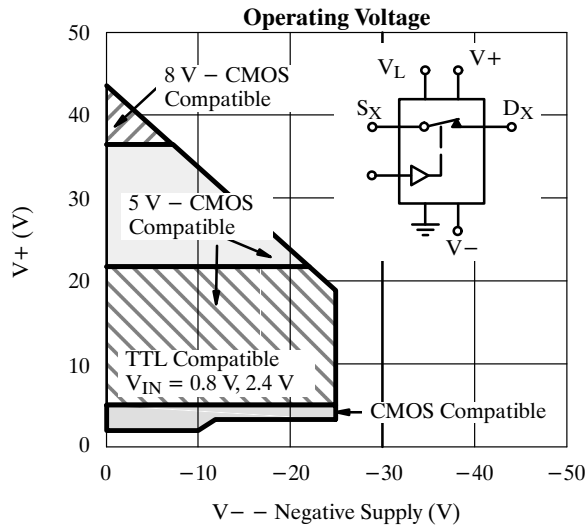 Operating Voltage
50
40
30
20
10
0
V+ (V)
8 V – CMOS
Compatible
5 V – CMOS
Compatible
TTL Compatible
V_IN = 0.8 V, 2.4 V
CMOS Compatible
V_L
V+
S_X
D_X
V–
0
–10
–20
–30
–40
–50
V– – Negative Supply (V)